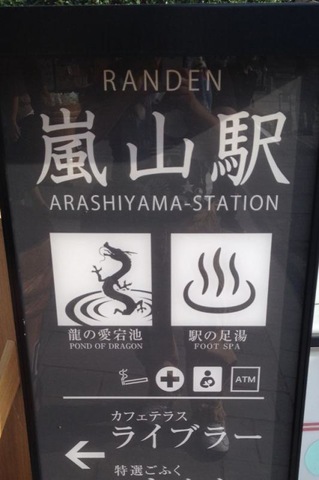 RANDEN
嵐山駅
ARASHIYAMA-STATION
龍の愛宕池
POND OF DRAGON
駅の足湯
FOOT SPA
ATM
カフェテラス
ライブラー
特選ごふく